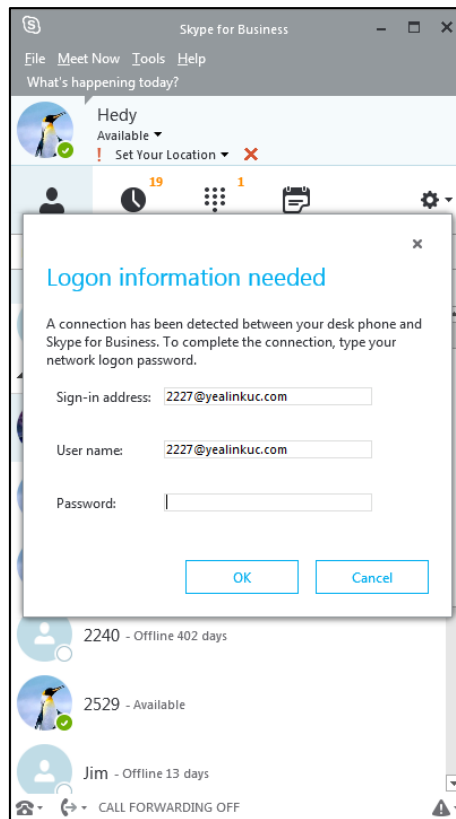 Skype for Business
File Meet Now Tools Help
What's happening today?
Hedy
Available
! Set Your Location
19
1
Logon information needed
A connection has been detected between your desk phone and
Skype for Business. To complete the connection, type your
network logon password.
Sign-in address: 2227@yealinkuc.com
User name: 2227@yealinkuc.com
Password:
OK Cancel
2240 - Offline 402 days
2529 - Available
Jim - Offline 13 days
CALL FORWARDING OFF